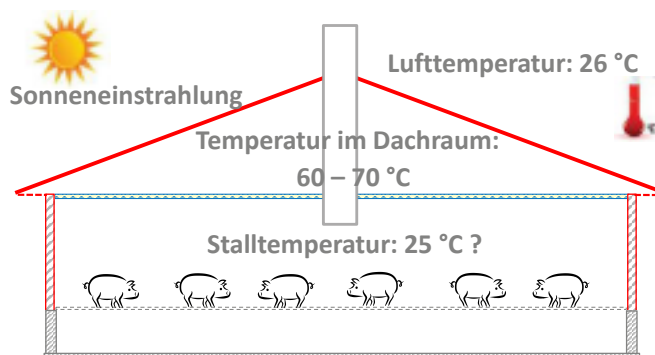 Lufttemperatur: 26 °C
Sonneneinstrahlung
Temperatur im Dachraum:
60 – 70 °C
Stalltemperatur: 25 °C ?